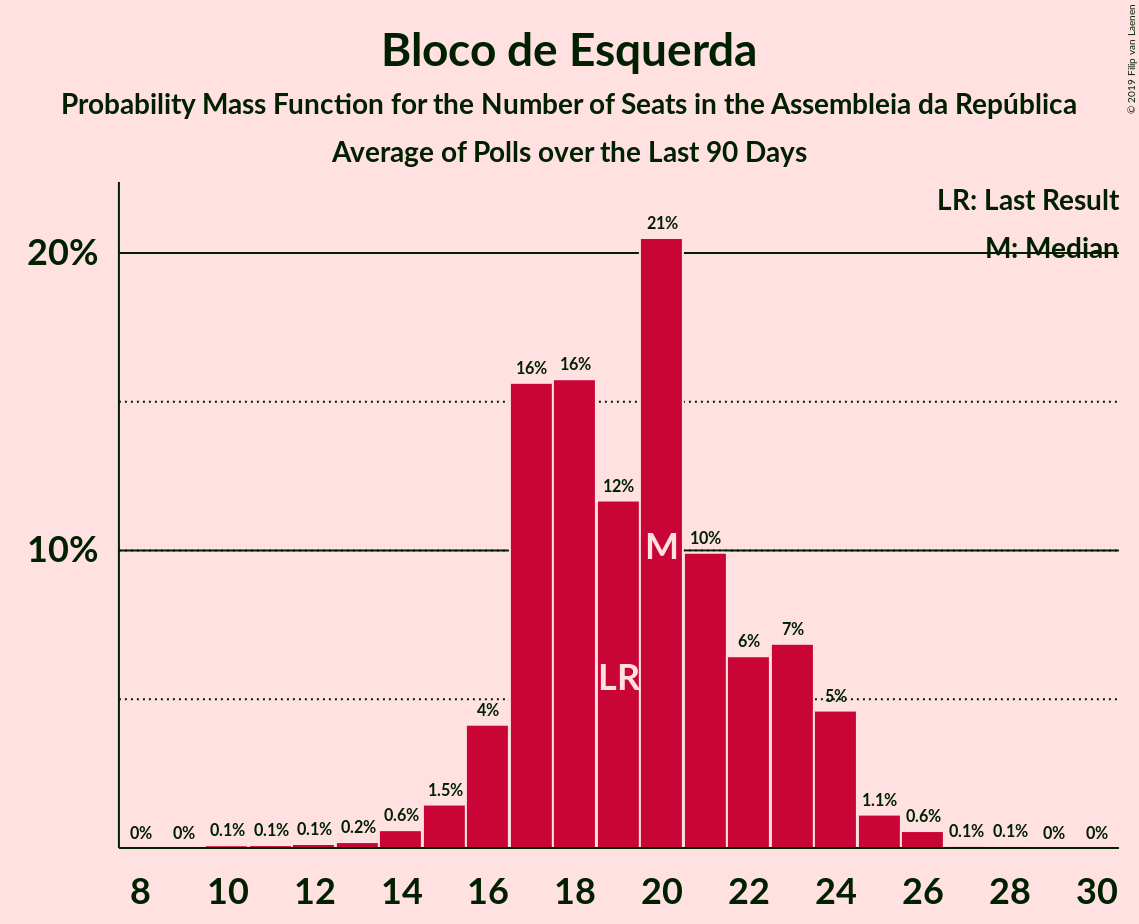 Bloco de Esquerda
Probability Mass Function for the Number of Seats in the Assembleia da República
Average of Polls over the Last 90 Days
© 2019 Filip van Laenen
LR: Last Result
M: Median
20%
10%
0%
0%
0.1%
0.1%
0.1%
0.2%
0.6%
1.5%
4%
16%
16%
12%
21%
10%
6%
7%
5%
1.1%
0.6%
0.1%
0.1%
0%
0%
M
LR
8 10 12 14 16 18 20 22 24 26 28 30